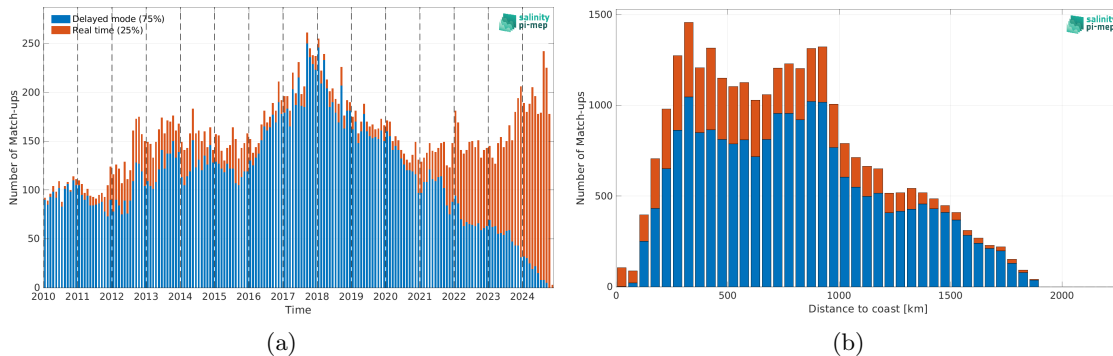 Delayed mode (75%)
Real time (25%)
salinity
pi-mep
Number of Match-ups
250
200
150
100
50
0
2010 2011 2012 2013 2014 2015 2016 2017 2018 2019 2020 2021 2022 2023 2024
Time
(a)
salinity
pi-mep
Number of Match-ups
1500
1000
500
0
0 500 1000 1500 2000
Distance to coast [km]
(b)